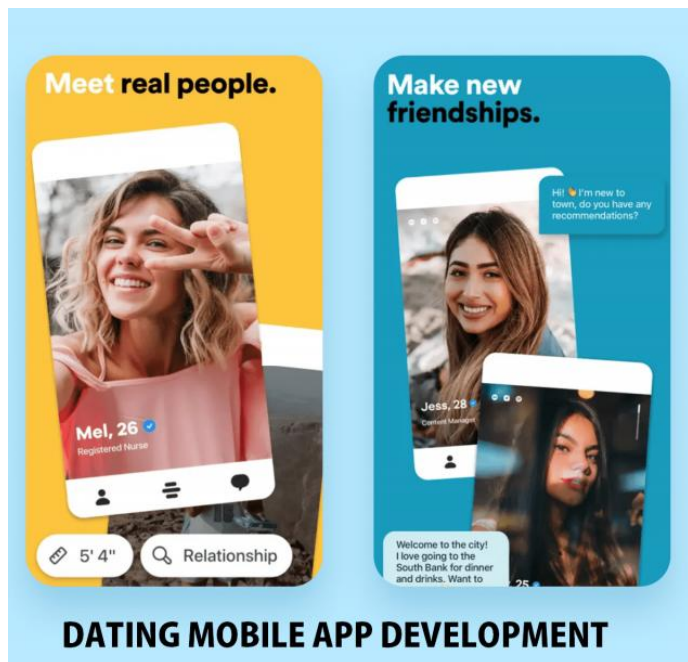 Meet real people.
Mel, 26
Registered Nurse
5' 4"
Relationship
Make new
friendships.
Hi! 👋 I'm new to
town, do you have any
recommendations?
Jess, 28
Content Manager
Welcome to the city!
I love going to the
South Bank for dinner
and drinks. Want to
25
DATING MOBILE APP DEVELOPMENT